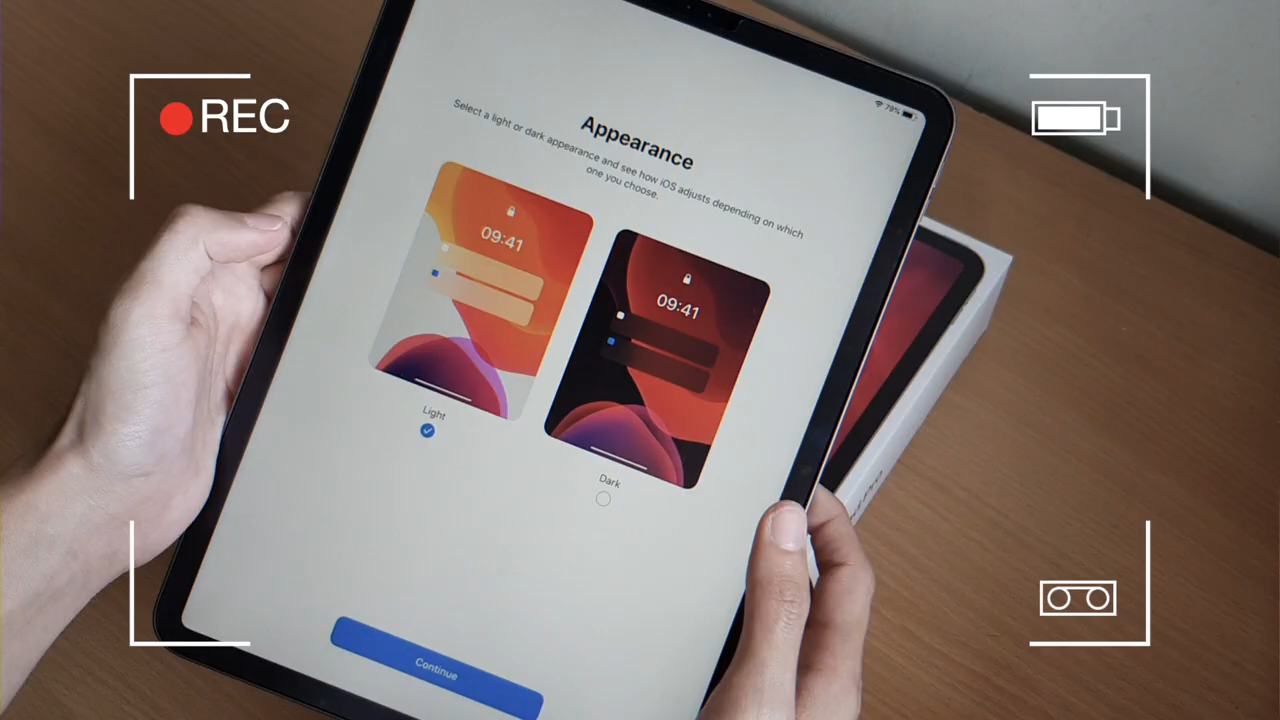 REC
79%
Appearance
Select a light or dark appearance and see how iOS adjusts depending on which
one you choose.
09:41
09:41
Light
Dark
Continue